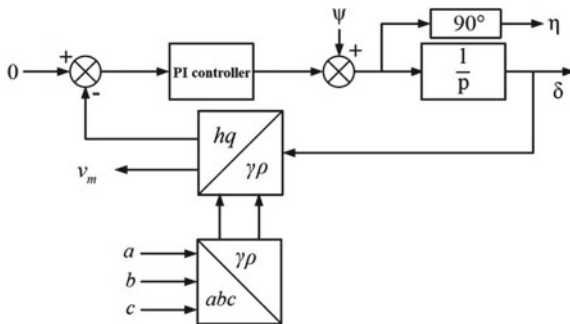 ψ
90° η
0 + - PI controller + 1/p δ
hq
γρ
v_m
a γρ
b
c abc